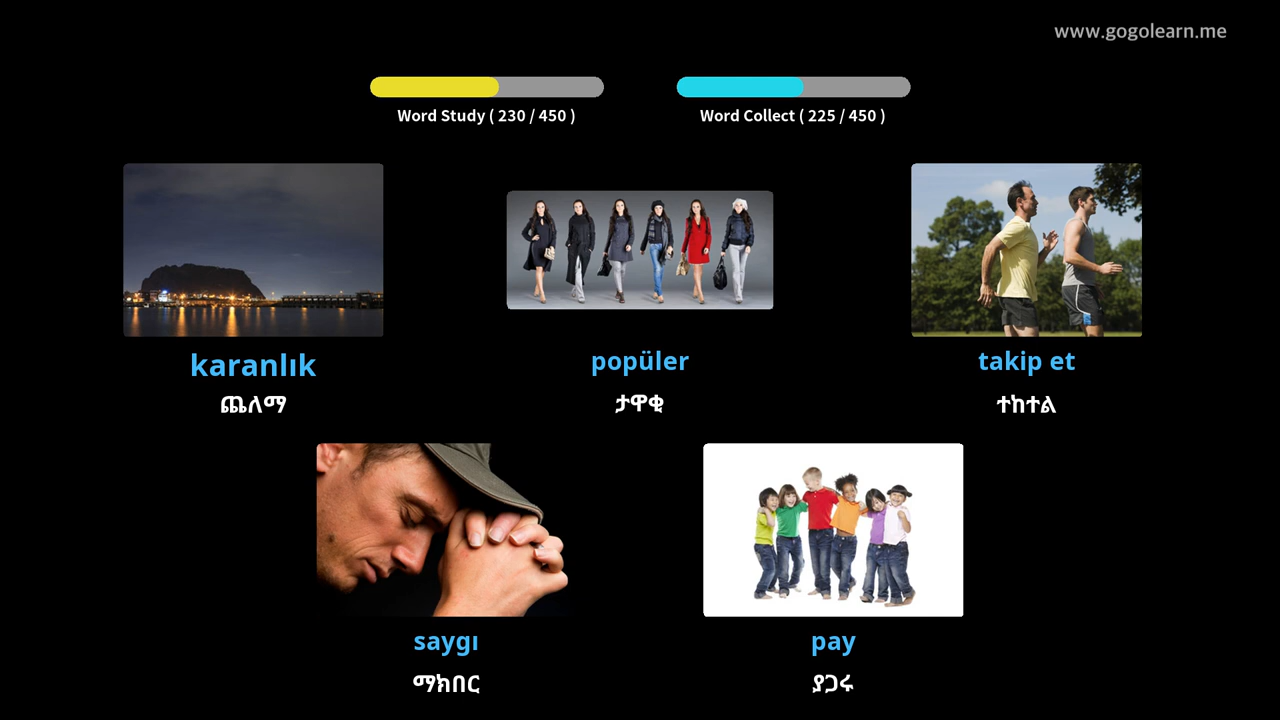 www.gogolearn.me
Word Study ( 230 / 450 )
Word Collect ( 225 / 450 )
karanlık
ጨለማ
popüler
ታዋቂ
takip et
ተከተል
saygı
ማክበር
pay
ያጋሩ